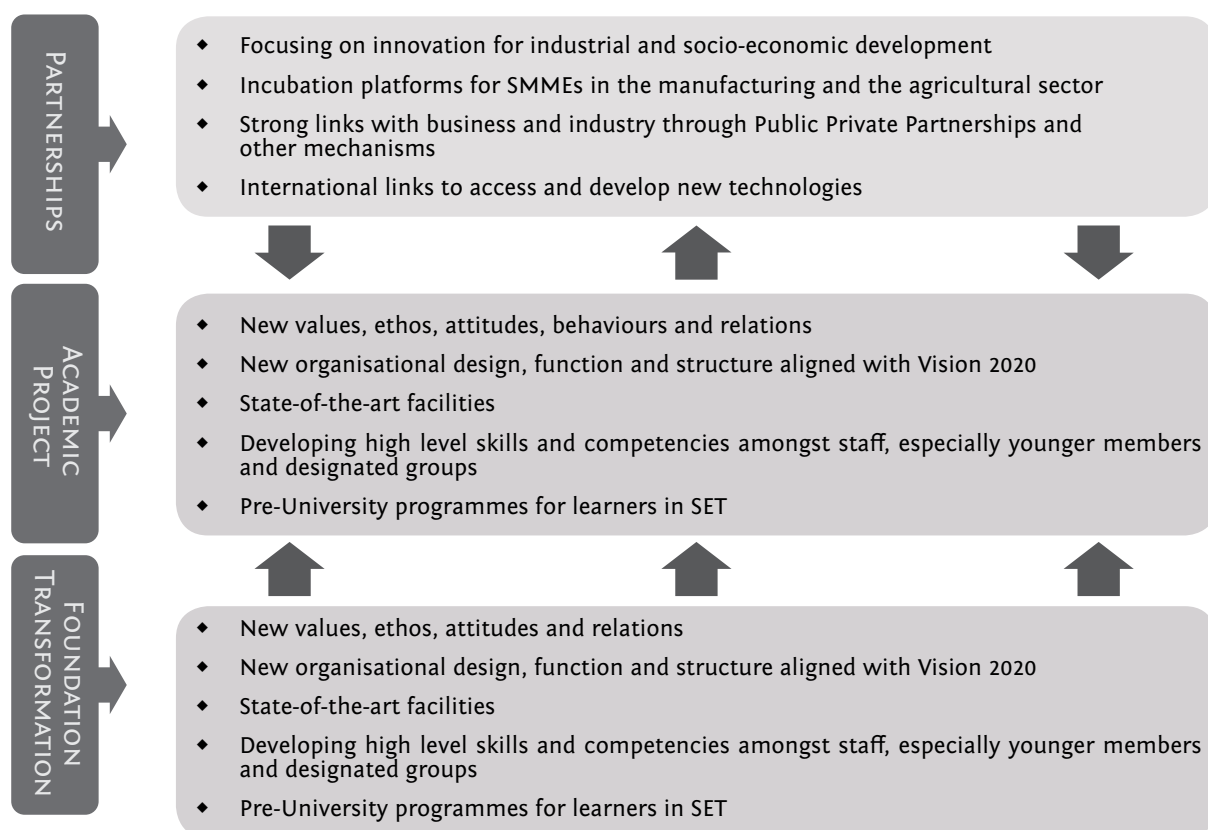 PARTNERSHIPS
◆ Focusing on innovation for industrial and socio-economic development
◆ Incubation platforms for SMMEs in the manufacturing and the agricultural sector
◆ Strong links with business and industry through Public Private Partnerships and
other mechanisms
◆ International links to access and develop new technologies
ACADEMIC
PROJECT
◆ New values, ethos, attitudes, behaviours and relations
◆ New organisational design, function and structure aligned with Vision 2020
◆ State-of-the-art facilities
◆ Developing high level skills and competencies amongst staff, especially younger members
and designated groups
◆ Pre-University programmes for learners in SET
FOUNDATION
TRANSFORMATION
◆ New values, ethos, attitudes and relations
◆ New organisational design, function and structure aligned with Vision 2020
◆ State-of-the-art facilities
◆ Developing high level skills and competencies amongst staff, especially younger members
and designated groups
◆ Pre-University programmes for learners in SET